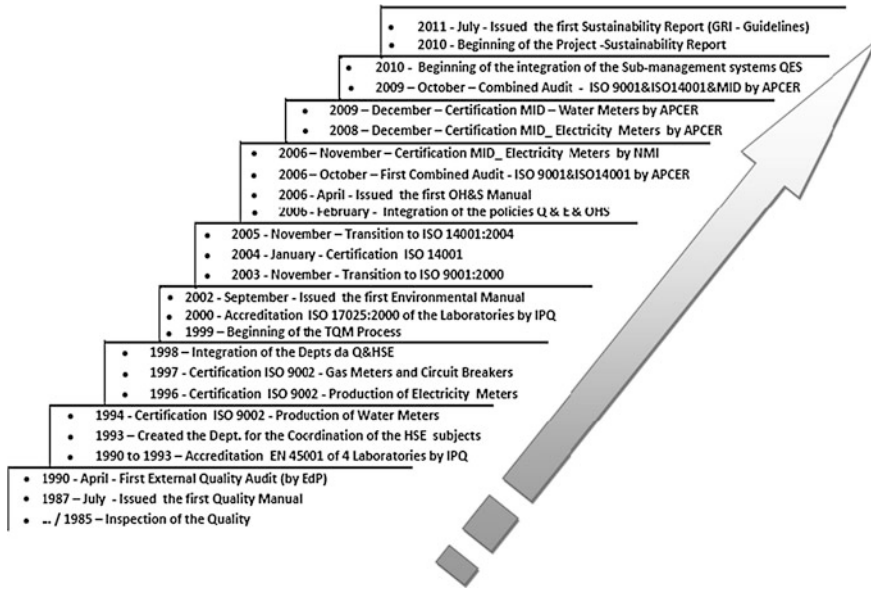 • 2011 - July - Issued the first Sustainability Report (GRI - Guidelines)
• 2010 - Beginning of the Project -Sustainability Report
• 2010 - Beginning of the integration of the Sub-management systems QES
• 2009 - October – Combined Audit - ISO 9001&ISO14001&MID by APCER
• 2009 – December – Certification MID – Water Meters by APCER
• 2008 – December – Certification MID_ Electricity Meters by APCER
• 2006 – November – Certification MID_ Electricity Meters by NMI
• 2006 – October – First Combined Audit - ISO 9001&ISO14001 by APCER
• 2006 - April - Issued the first OH&S Manual
• 2006 - February - Integration of the policies Q & E & OHS
• 2005 - November – Transition to ISO 14001:2004
• 2004 - January - Certification ISO 14001
• 2003 - November - Transition to ISO 9001:2000
• 2002 - September - Issued the first Environmental Manual
• 2000 - Accreditation ISO 17025:2000 of the Laboratories by IPQ
• 1999 – Beginning of the TQM Process
• 1998 – Integration of the Depts da Q&HSE
• 1997 - Certification ISO 9002 - Gas Meters and Circuit Breakers
• 1996 - Certification ISO 9002 - Production of Electricity Meters
• 1994 - Certification ISO 9002 - Production of Water Meters
• 1993 – Created the Dept. for the Coordination of the HSE subjects
• 1990 to 1993 – Accreditation EN 45001 of 4 Laboratories by IPQ
• 1990 - April - First External Quality Audit (by EdP)
• 1987 – July - Issued the first Quality Manual
• ... / 1985 – Inspection of the Quality